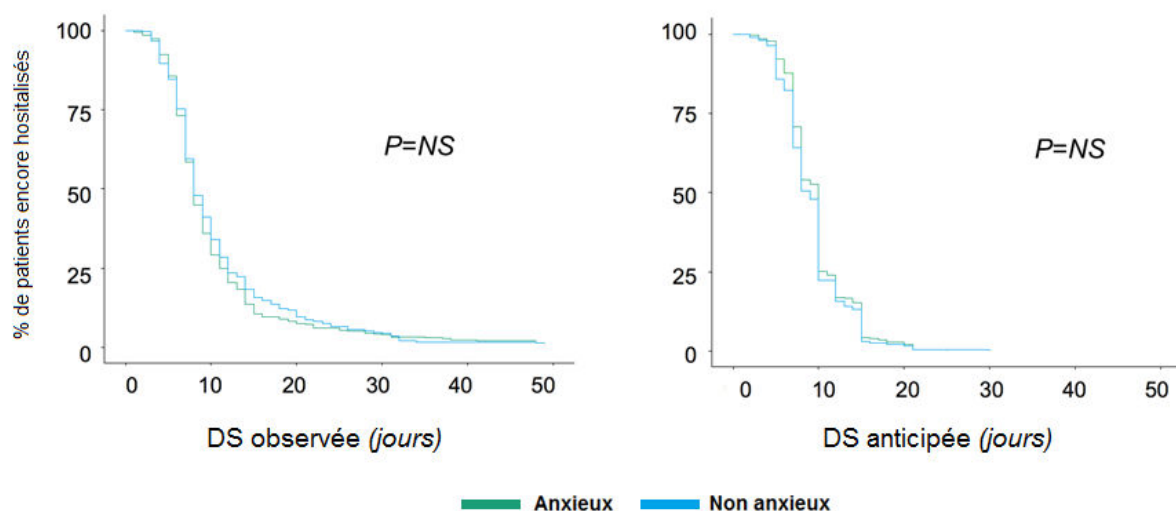 % de patients encore hositalisés
100
75
50
25
0
P=NS
0 10 20 30 40 50
DS observée (jours)
100
75
50
25
0
P=NS
0 10 20 30 40 50
DS anticipée (jours)
Anxieux Non anxieux